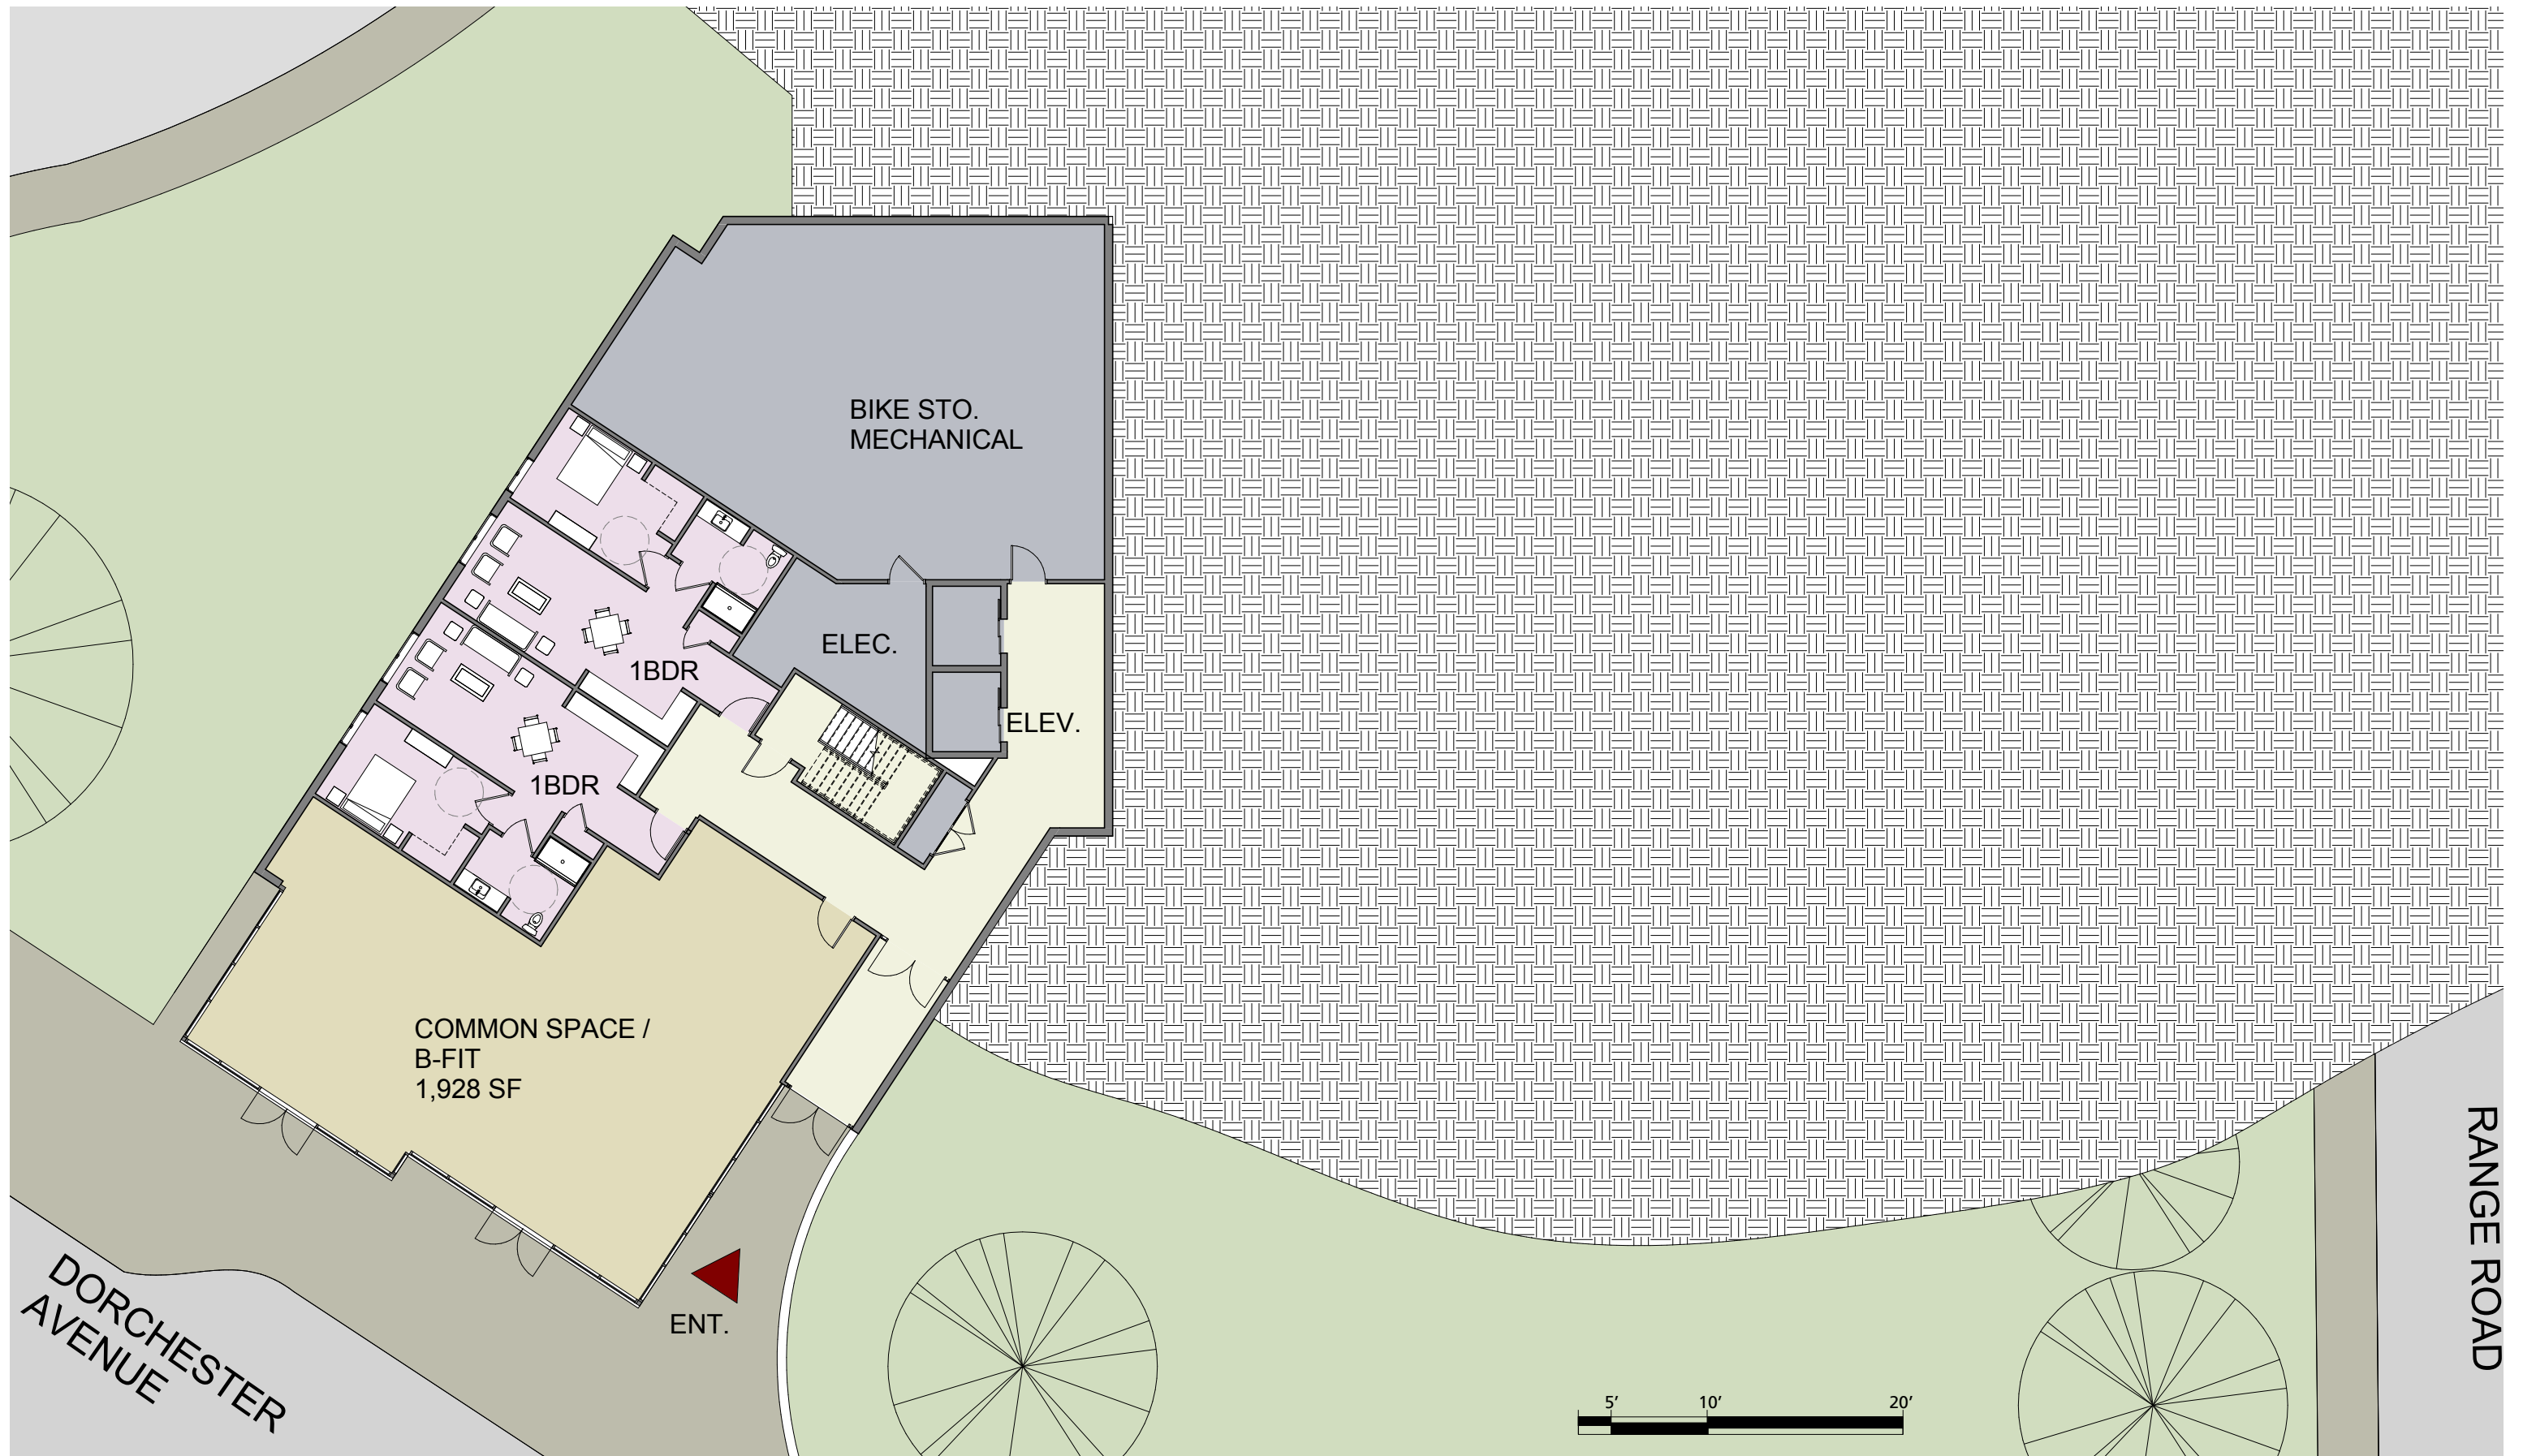 BIKE STO.
MECHANICAL
ELEC.
1BDR
ELEV.
1BDR
COMMON SPACE /
B-FIT
1,928 SF
ENT.
DORCHESTER
AVENUE
RANGE ROAD
5’
10’
20’